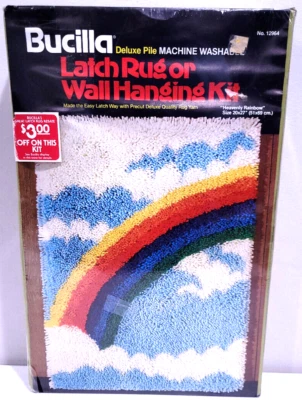 Bucilla
Deluxe Pile MACHINE WASHABLE
No. 12964
Latch Rug or
Wall Hanging Kit
Made the Easy Latch Way with Precut Deluxe Quality Rug Yarn
"Heavenly Rainbow"
Size 20x27" (51x69 cm.)
$3.00
OFF ON THIS
KIT